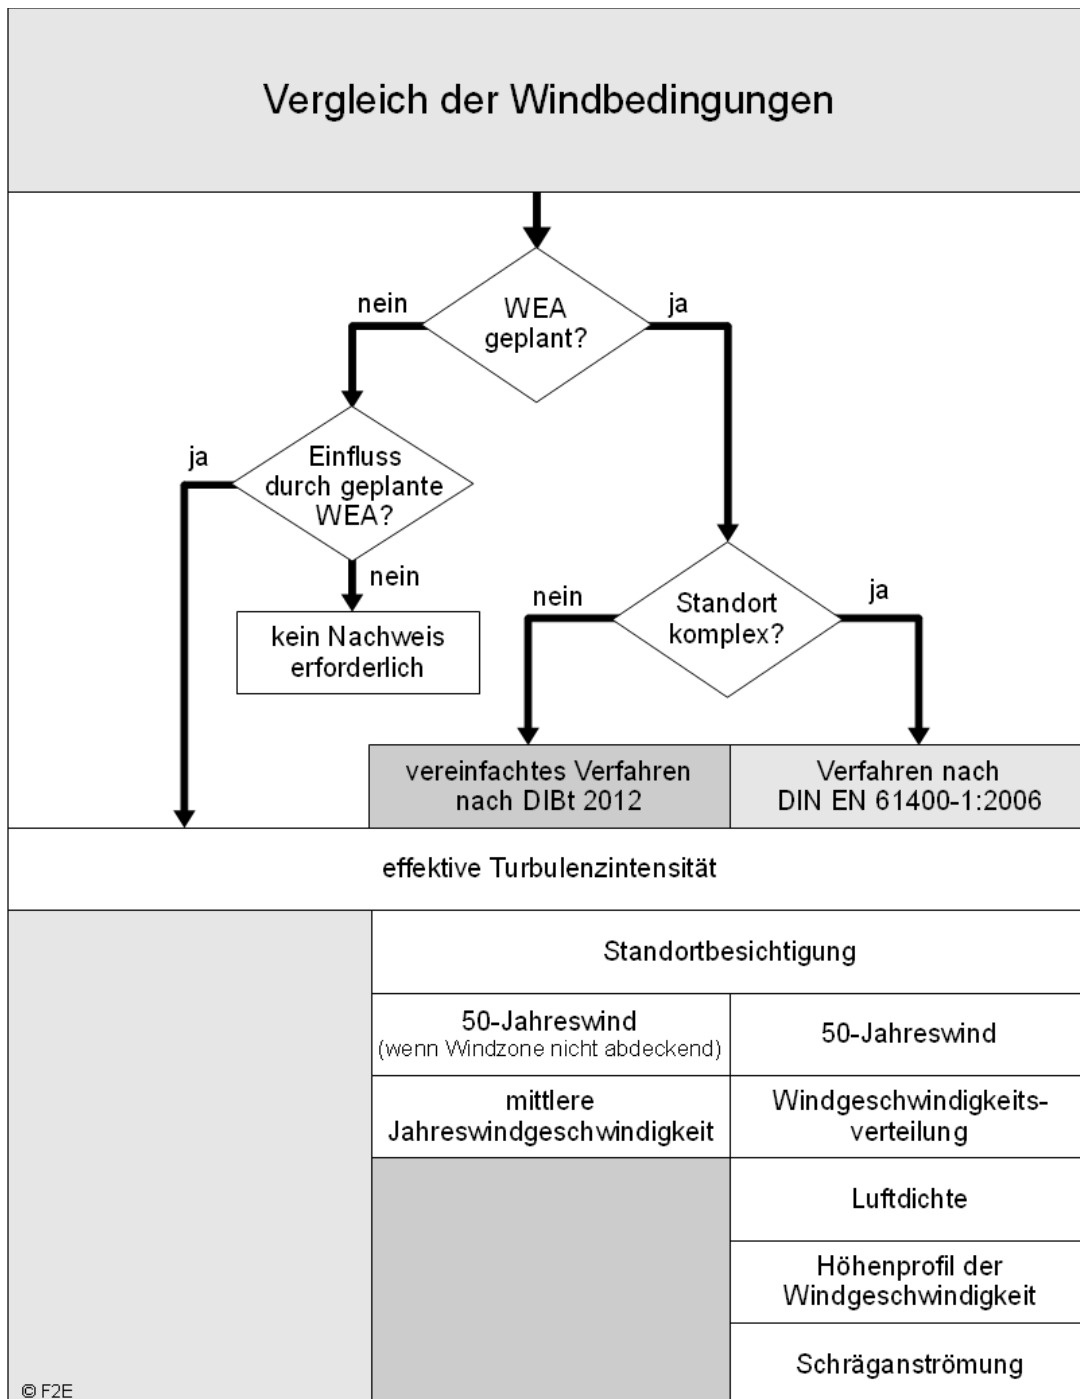 Vergleich der Windbedingungen
nein
WEA
geplant?
ja
ja
Einfluss
durch geplante
WEA?
nein
kein Nachweis
erforderlich
nein
Standort
komplex?
ja
vereinfachtes Verfahren
nach DIBt 2012
Verfahren nach
DIN EN 61400-1:2006
effektive Turbulenzintensität
Standortbesichtigung
50-Jahreswind
(wenn Windzone nicht abdeckend)
50-Jahreswind
mittlere
Jahreswindgeschwindigkeit
Windgeschwindigkeits-
verteilung
Luftdichte
Höhenprofil der
Windgeschwindigkeit
Schräganströmung
© F2E